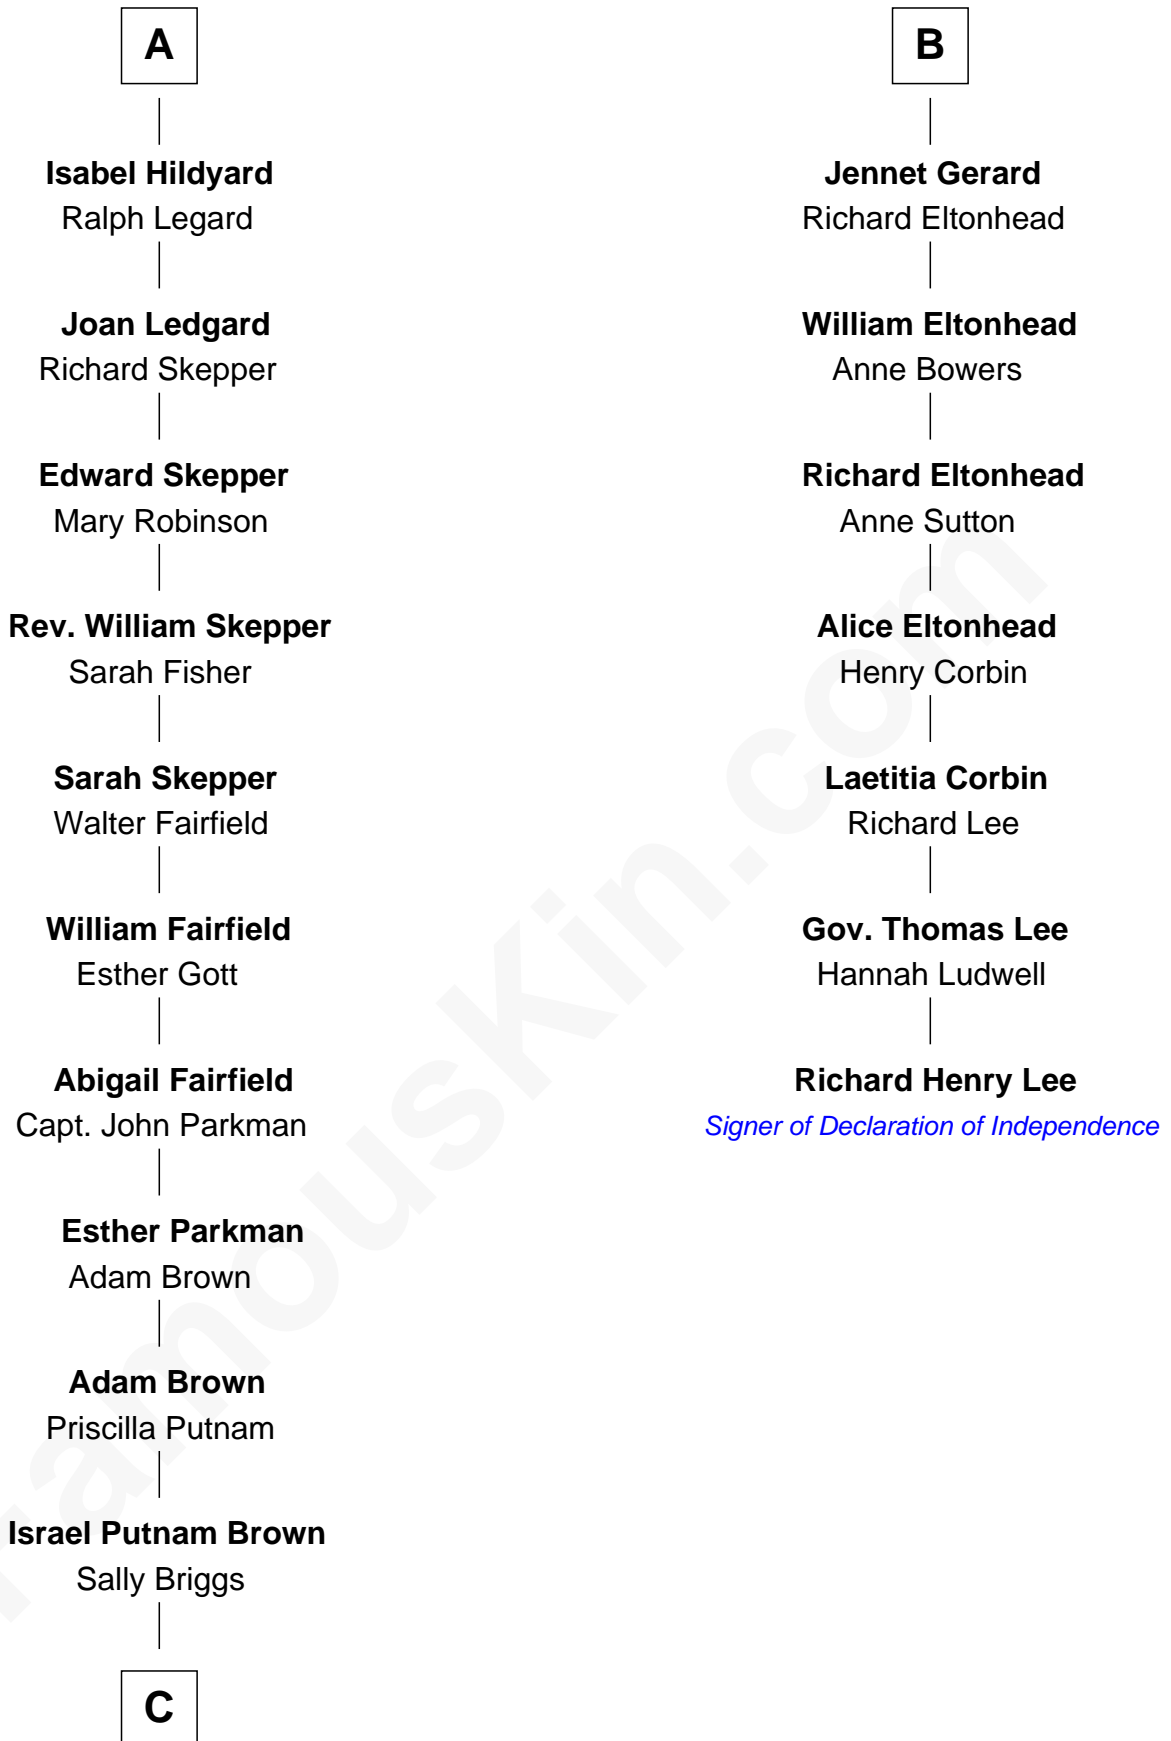 A
Isabel Hildyard
Ralph Legard
Joan Ledgard
Richard Skepper
Edward Skepper
Mary Robinson
Rev. William Skepper
Sarah Fisher
Sarah Skepper
Walter Fairfield
William Fairfield
Esther Gott
Abigail Fairfield
Capt. John Parkman
Esther Parkman
Adam Brown
Adam Brown
Priscilla Putnam
Israel Putnam Brown
Sally Briggs
C
B
Jennet Gerard
Richard Eltonhead
William Eltonhead
Anne Bowers
Richard Eltonhead
Anne Sutton
Alice Eltonhead
Henry Corbin
Laetitia Corbin
Richard Lee
Gov. Thomas Lee
Hannah Ludwell
Richard Henry Lee
Signer of Declaration of Independence
FamousKin.com